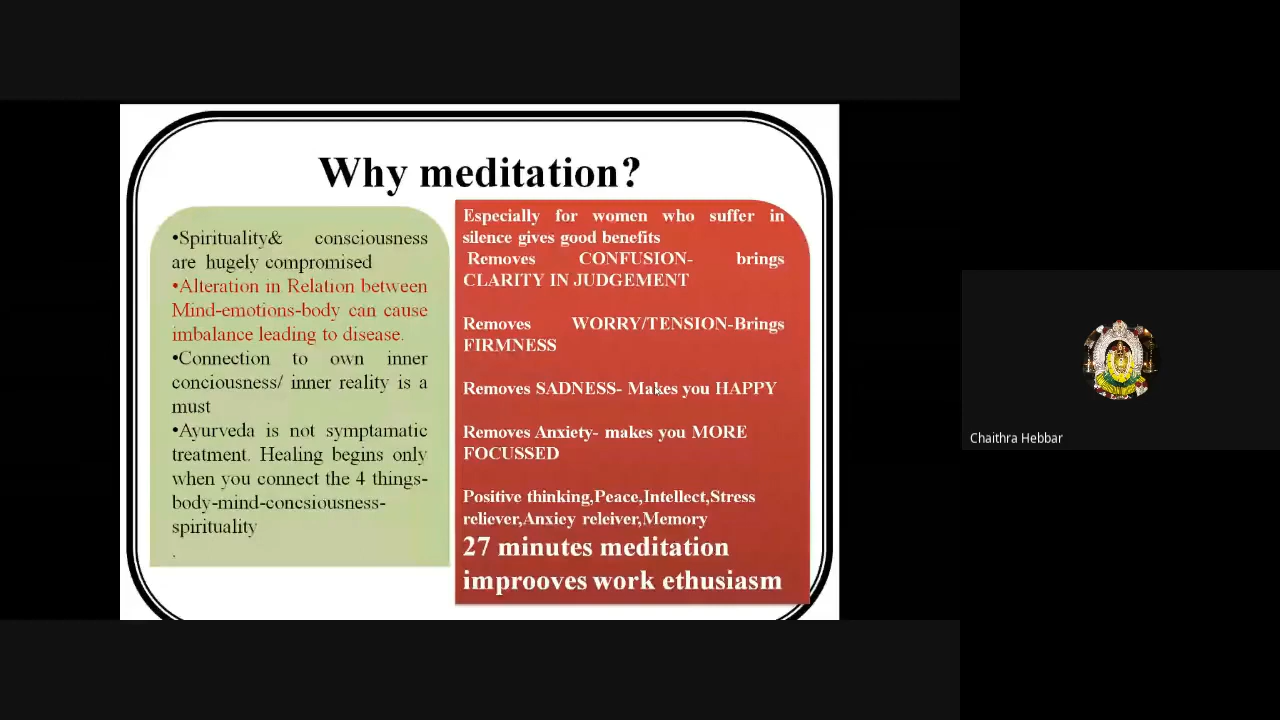 Why meditation?
•Spirituality& consciousness
are hugely compromised
•Alteration in Relation between
Mind-emotions-body can cause
imbalance leading to disease.
•Connection to own inner
conciousness/ inner reality is a
must
•Ayurveda is not symptamatic
treatment. Healing begins only
when you connect the 4 things-
body-mind-concsiousness-
spirituality
.
Especially for women who suffer in
silence gives good benefits
Removes CONFUSION- brings
CLARITY IN JUDGEMENT
Removes WORRY/TENSION-Brings
FIRMNESS
Removes SADNESS- Makes you HAPPY
Removes Anxiety- makes you MORE
FOCUSSED
Positive thinking,Peace,Intellect,Stress
reliever,Anxiey releiver,Memory
27 minutes meditation
improoves work ethusiasm
Chaithra Hebbar